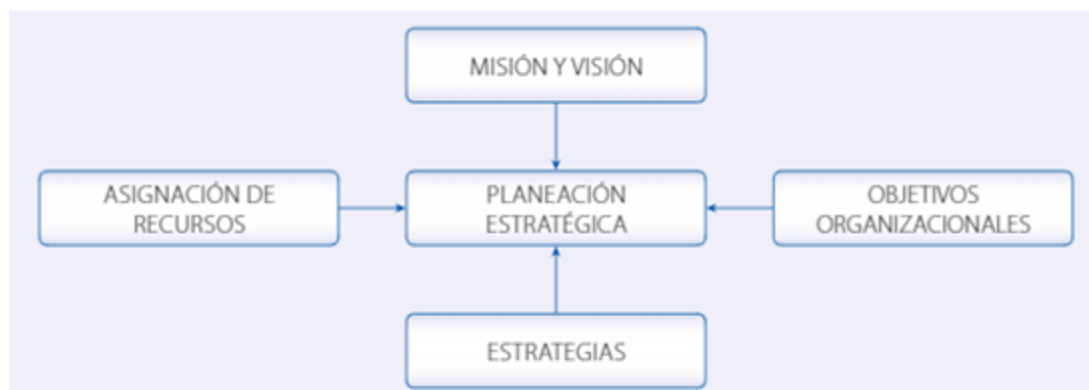 MISIÓN Y VISIÓN
ASIGNACIÓN DE
RECURSOS
PLANEACIÓN
ESTRATÉGICA
OBJETIVOS
ORGANIZACIONALES
ESTRATEGIAS